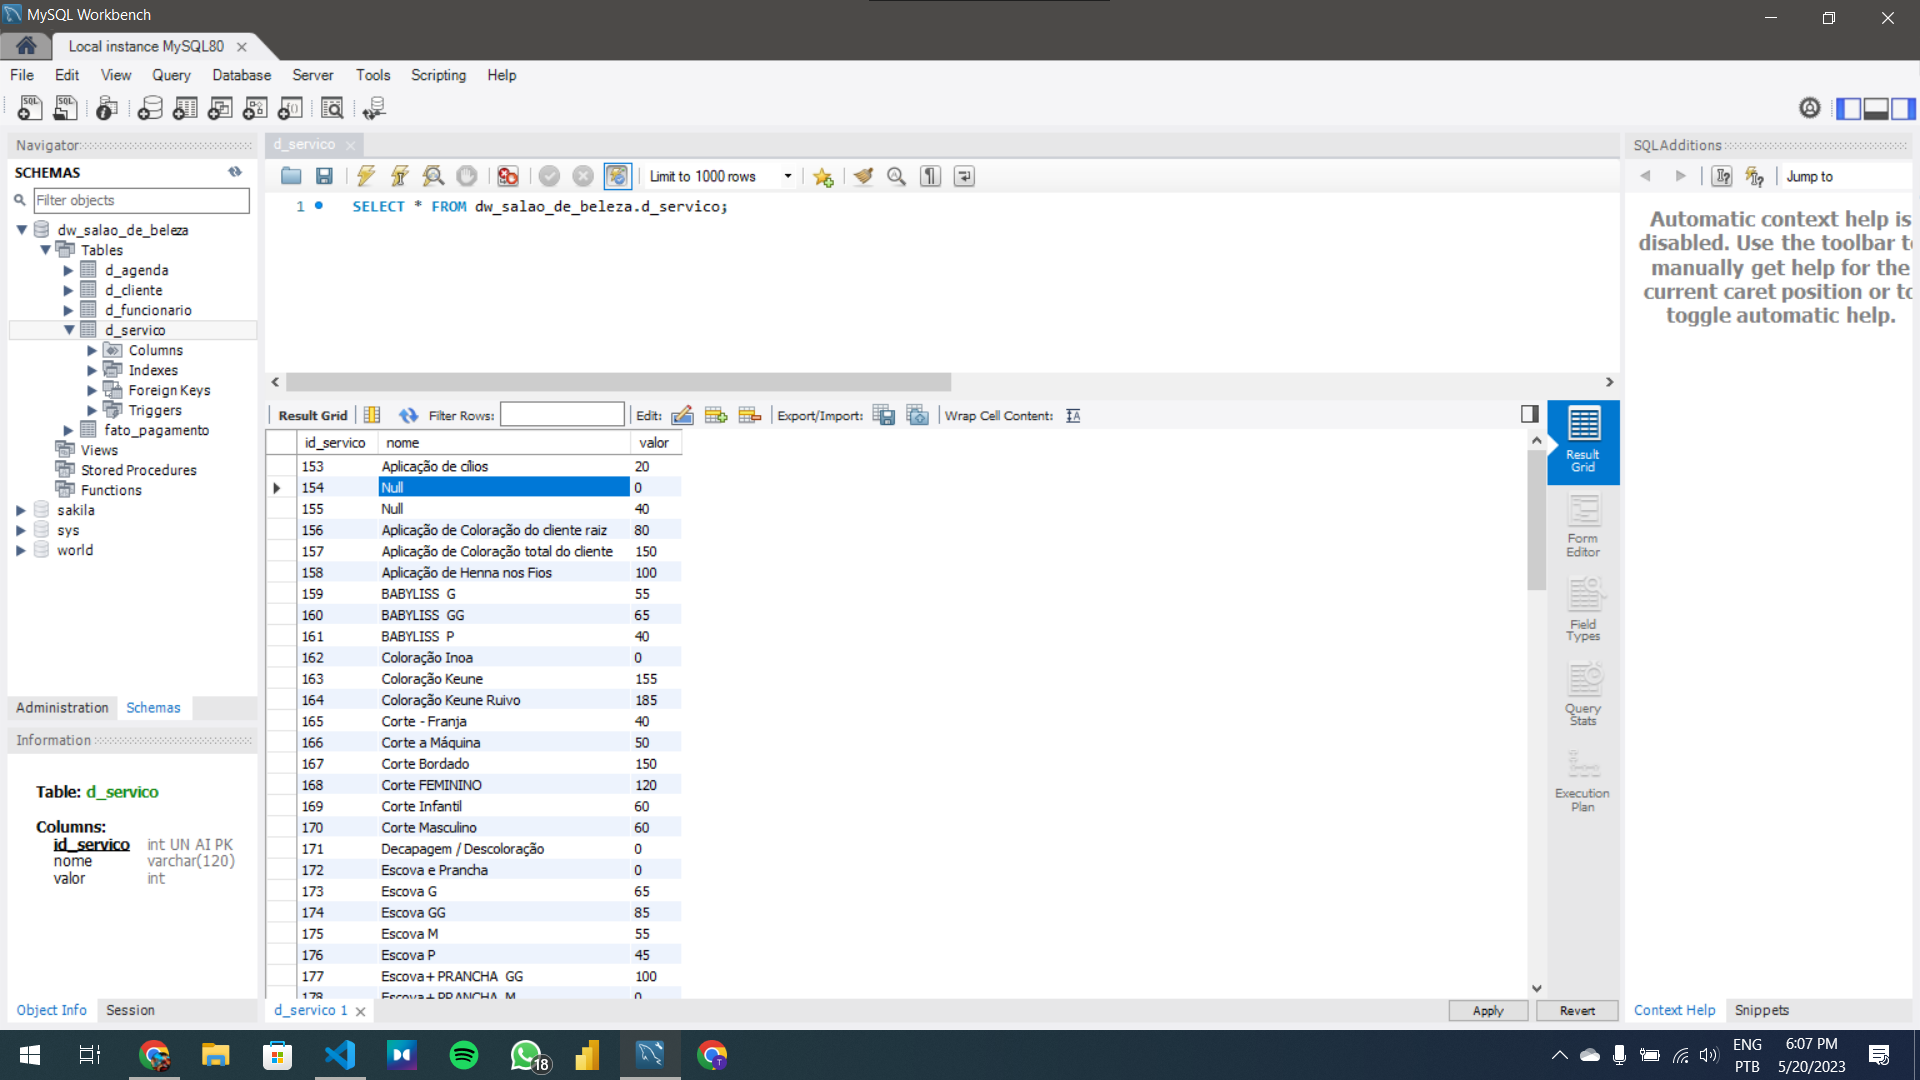 MySQL Workbench
Local instance MySQL80
File Edit View Query Database Server Tools Scripting Help
Navigator
SCHEMAS
Filter objects
dw_salao_de_beleza
Tables
d_agenda
d_cliente
d_funcionario
d_servico
Columns
Indexes
Foreign Keys
Triggers
fato_pagamento
Views
Stored Procedures
Functions
sakila
sys
world
Administration Schemas
Information
Table: d_servico
Columns:
id_servico int UN AI PK
nome varchar(120)
valor int
Object Info Session
d_servico
Limit to 1000 rows
1 SELECT * FROM dw_salao_de_beleza.d_servico;
Result Grid Filter Rows: Edit: Export/Import: Wrap Cell Content:
id_servico nome valor
153 Aplicação de cílios 20
154 Null 0
155 Null 40
156 Aplicação de Coloração do cliente raiz 80
157 Aplicação de Coloração total do cliente 150
158 Aplicação de Henna nos Fios 100
159 BABYLISS G 55
160 BABYLISS GG 65
161 BABYLISS P 40
162 Coloração Inoa 0
163 Coloração Keune 155
164 Coloração Keune Ruivo 185
165 Corte - Franja 40
166 Corte a Máquina 50
167 Corte Bordado 150
168 Corte FEMININO 120
169 Corte Infantil 60
170 Corte Masculino 60
171 Decapagem / Descoloração 0
172 Escova e Prancha 0
173 Escova G 65
174 Escova GG 85
175 Escova M 55
176 Escova P 45
177 Escova+ PRANCHA GG 100
178 Escova+ PRANCHA M 0
d_servico 1
Apply Revert
Result
Grid
Form
Editor
Field
Types
Query
Stats
Execution
Plan
SQLAdditions
Jump to
Automatic context help is
disabled. Use the toolbar
manually get help for the
current caret position or
toggle automatic help.
Context Help Snippets
18
ENG
PTB
6:07 PM
5/20/2023